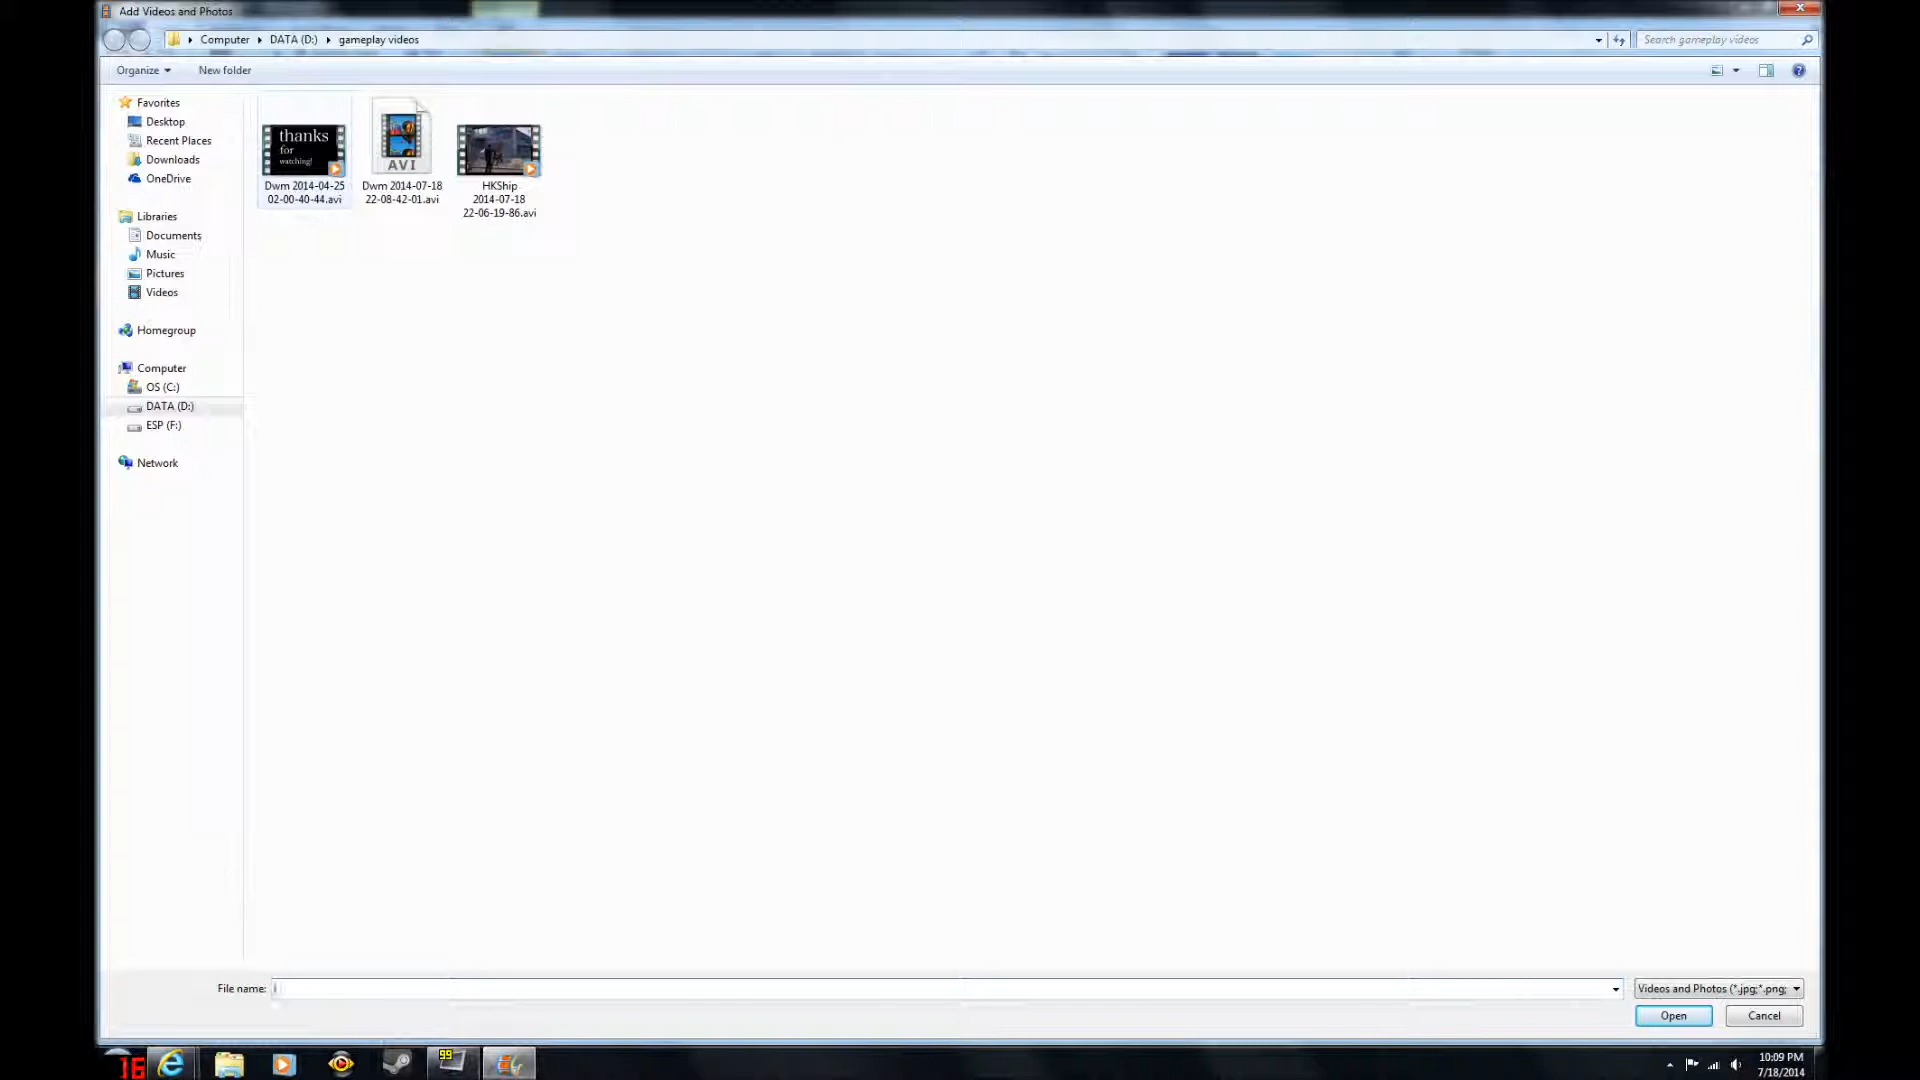 Add Videos and Photos
Computer DATA (D:) gameplay videos
Search gameplay videos
Organize
New folder
Favorites
Desktop
Recent Places
Downloads
OneDrive
Libraries
Documents
Music
Pictures
Videos
Homegroup
Computer
OS (C:)
DATA (D:)
ESP (F:)
Network
thanks
for
watching!
Dwm 2014-04-25
02-00-40-44.avi
AVI
Dwm 2014-07-18
22-08-42-01.avi
HKShip
2014-07-18
22-06-19-86.avi
File name:
Videos and Photos (*.jpg;*.png;
Open
Cancel
16
99
10:09 PM
7/18/2014